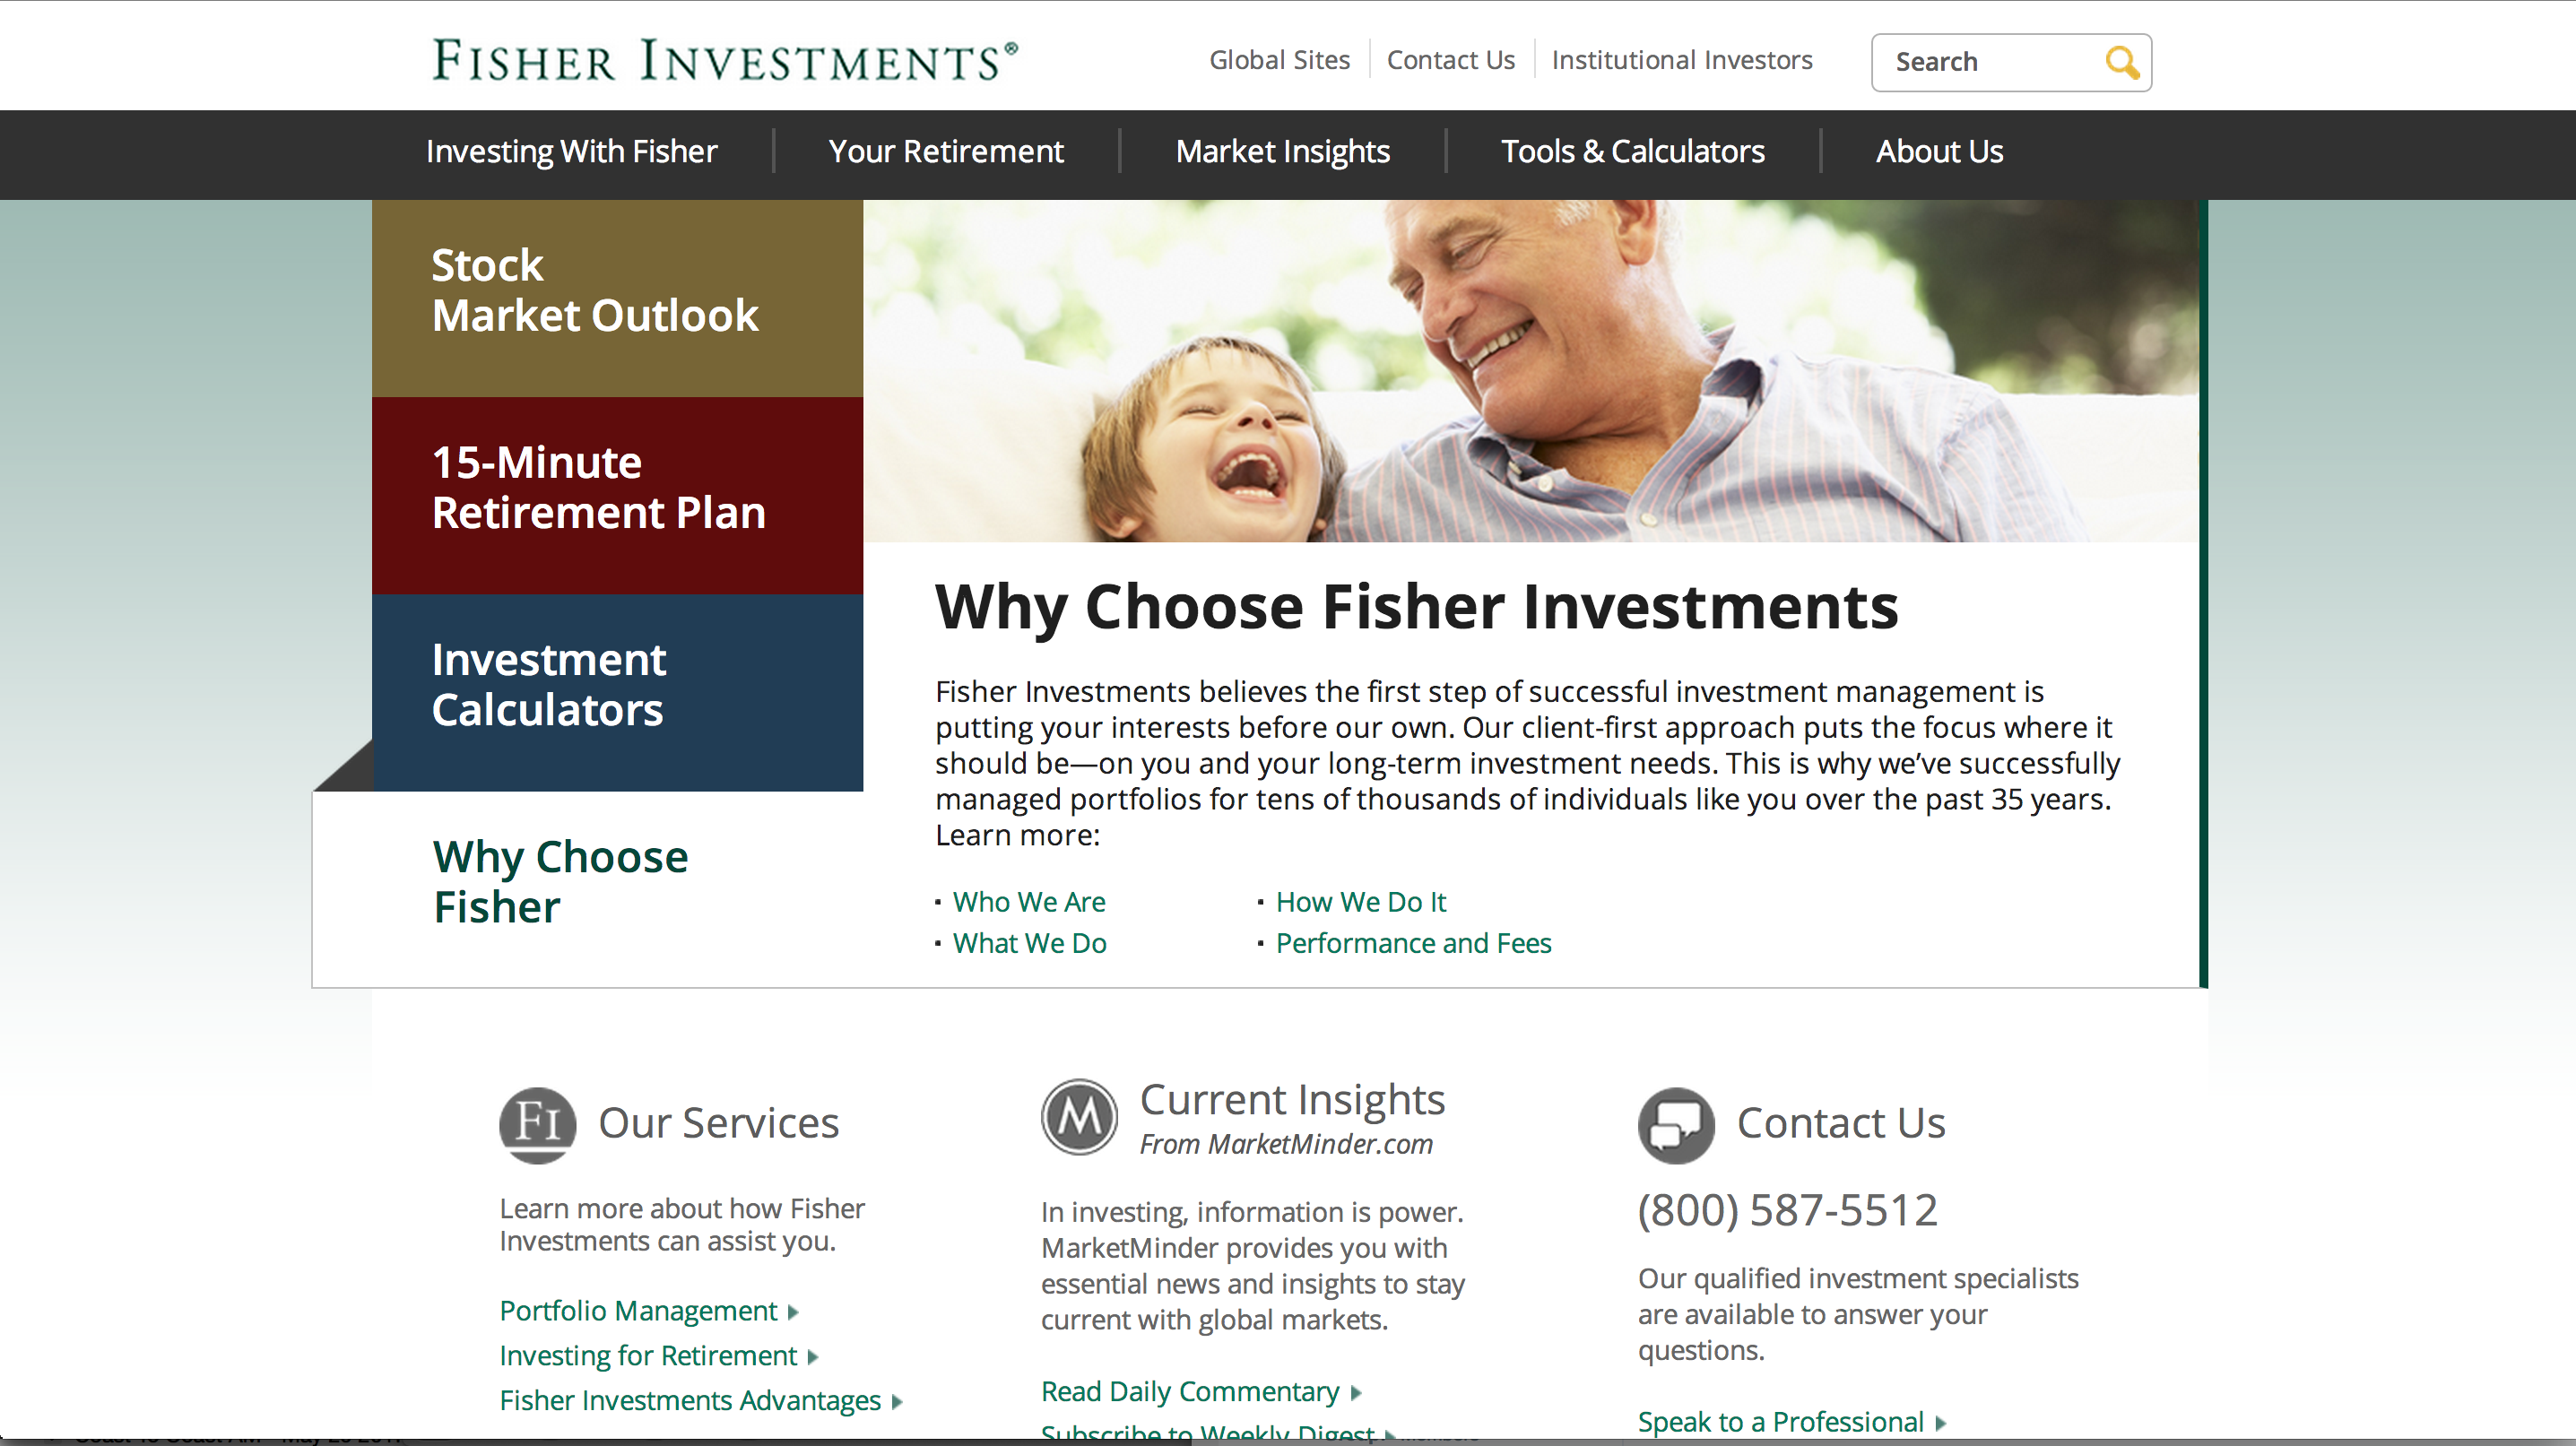 FISHER INVESTMENTS®
Global Sites
Contact Us
Institutional Investors
Search
Investing With Fisher
Your Retirement
Market Insights
Tools & Calculators
About Us
Stock
Market Outlook
15-Minute
Retirement Plan
Investment
Calculators
Why Choose
Fisher
Why Choose Fisher Investments
Fisher Investments believes the first step of successful investment management is
putting your interests before our own. Our client-first approach puts the focus where it
should be—on you and your long-term investment needs. This is why we’ve successfully
managed portfolios for tens of thousands of individuals like you over the past 35 years.
Learn more:
▪ Who We Are
▪ What We Do
▪ How We Do It
▪ Performance and Fees
FI
Our Services
Learn more about how Fisher
Investments can assist you.
Portfolio Management
Investing for Retirement
Fisher Investments Advantages
M
Current Insights
From MarketMinder.com
In investing, information is power.
MarketMinder provides you with
essential news and insights to stay
current with global markets.
Read Daily Commentary
Subscribe to Weekly Digest
Contact Us
(800) 587-5512
Our qualified investment specialists
are available to answer your
questions.
Speak to a Professional